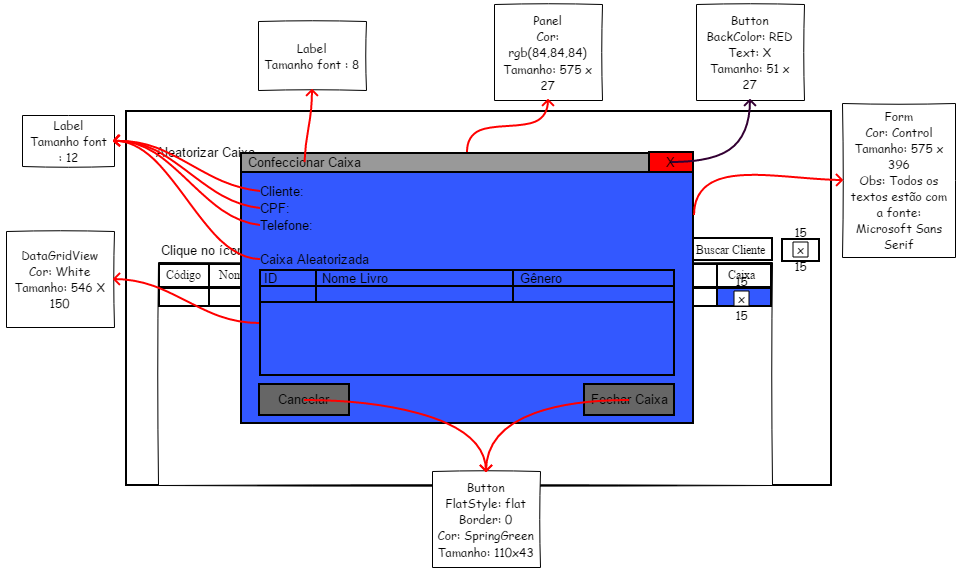 Label
Tamanho font : 8
Panel
Cor:
rgb(84,84,84)
Tamanho: 575 x
27
Button
BackColor: RED
Text: X
Tamanho: 51 x
27
Label
Tamanho font
: 12
Form
Cor: Control
Tamanho: 575 x
396
Obs: Todos os
textos estão com
a fonte:
Microsoft Sans
Serif
Aleatorizar Caixa
Confeccionar Caixa
X
Cliente:
CPF:
Telefone:
Clique no ícon
Buscar Cliente
15
x
15
DataGridView
Cor: White
Tamanho: 546 X
150
Caixa Aleatorizada
Código
Nom
Caixa
ID
Nome Livro
Gênero
15
x
15
Cancelar
Fechar Caixa
Button
FlatStyle: flat
Border: 0
Cor: SpringGreen
Tamanho: 110x43